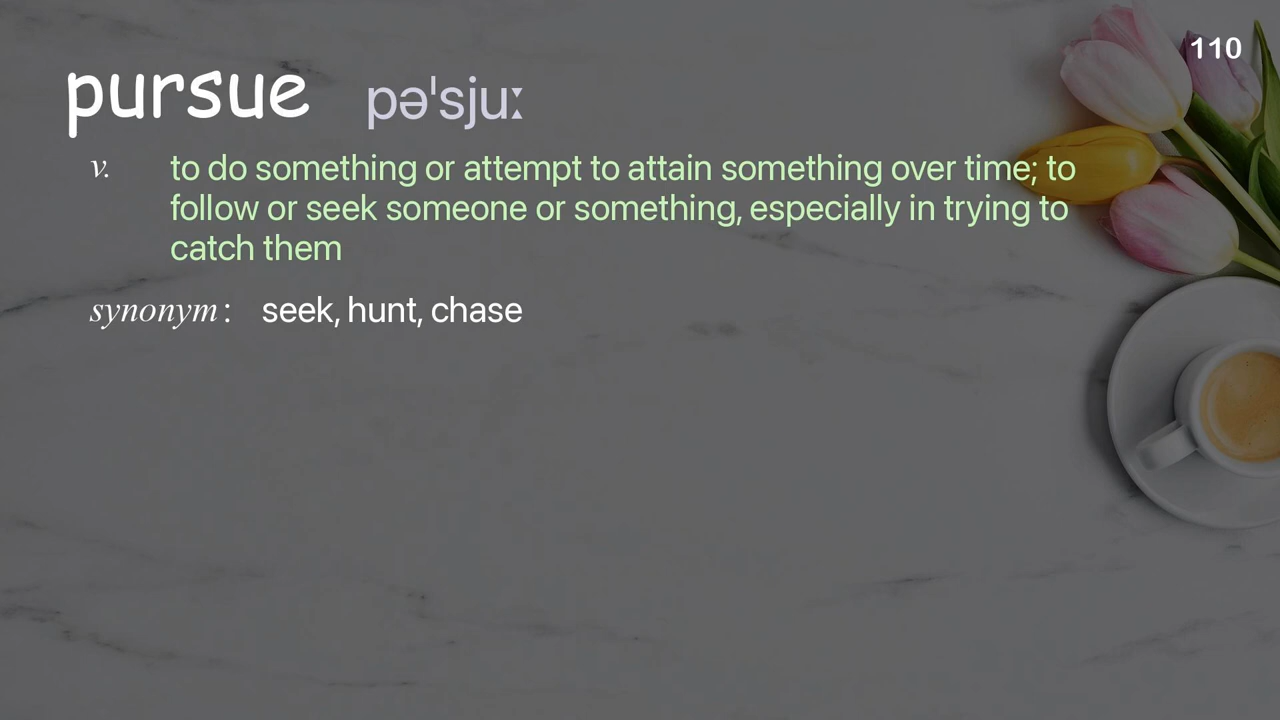 110
pursue pəˈsjuː
v. to do something or attempt to attain something over time; to
follow or seek someone or something, especially in trying to
catch them
synonym: seek, hunt, chase